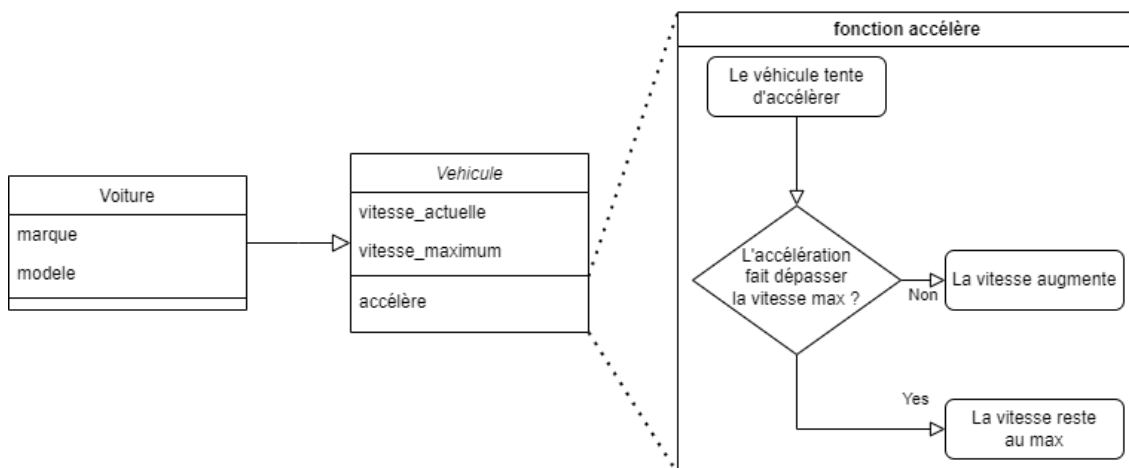 fonction accélère
Le véhicule tente
d'accélèrer
Voiture
marque
modele
Vehicule
vitesse_actuelle
vitesse_maximum
accélère
L'accélération
fait dépasser
la vitesse max ?
Non
La vitesse augmente
Yes
La vitesse reste
au max